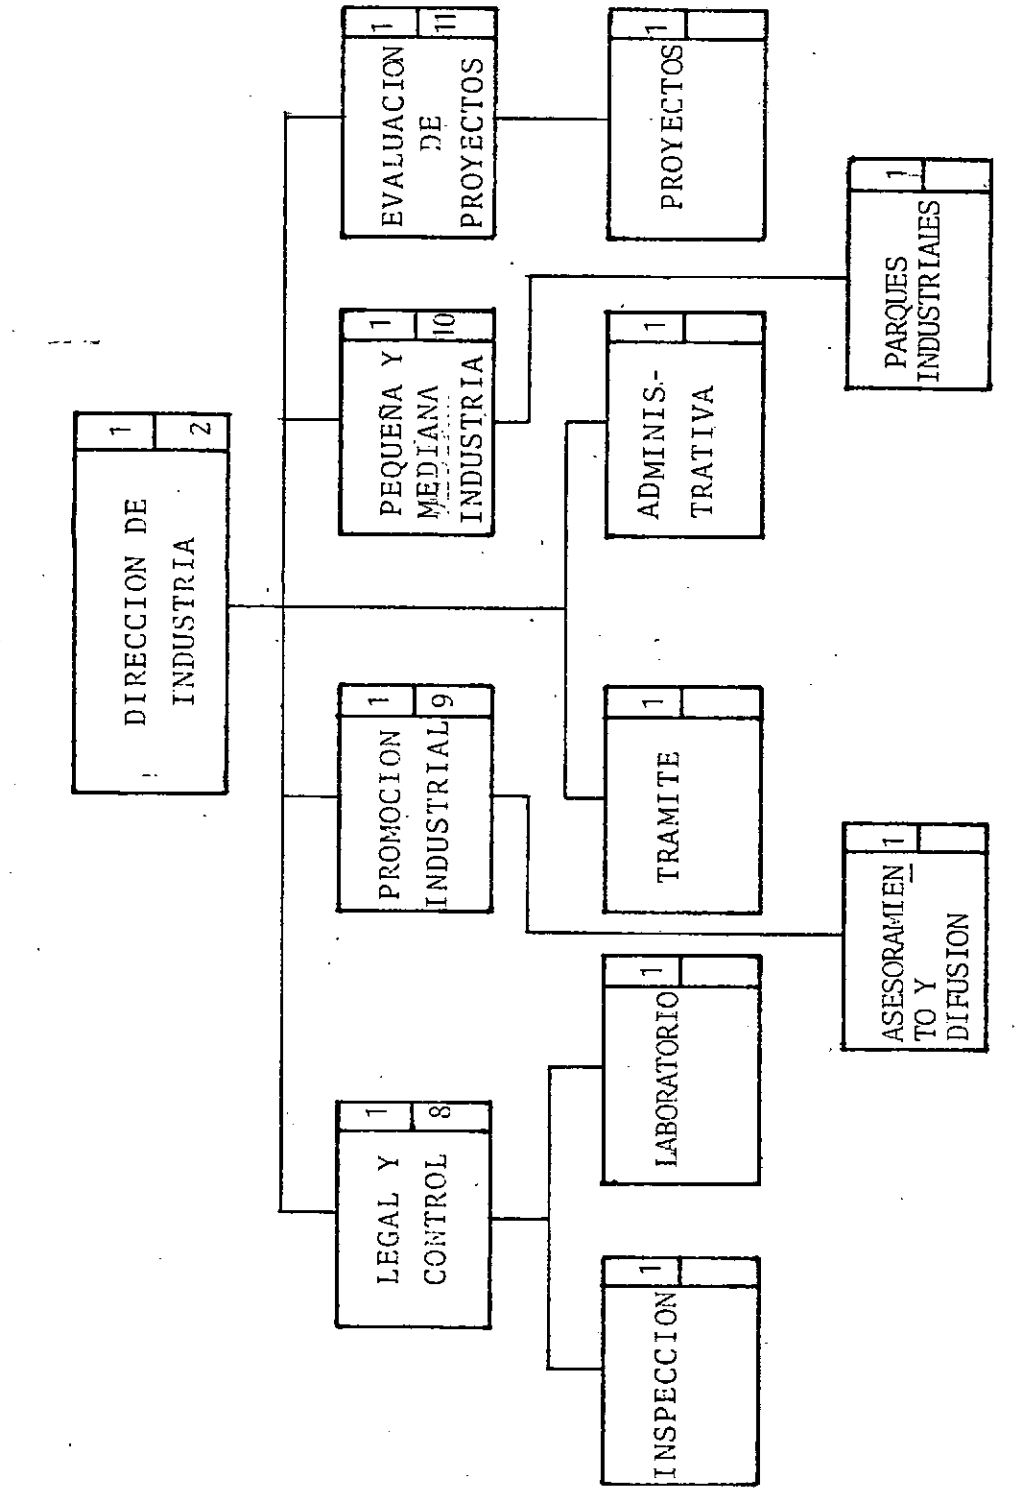 DIRECCION DE
INDUSTRIA
1
2
LEGAL Y
CONTROL
1
8
PROMOCION
INDUSTRIAL
1
9
PEQUEÑA Y
MEDIANA
INDUSTRIA
1
10
EVALUACION
DE
PROYECTOS
1
11
INSPECCION
1
LABORATORIO
1
TRAMITE
1
ADMINIS.-
TRATIVA
1
PROYECTOS
1
ASESORAMIEN
TO Y
DIFUSION
1
PARQUES
INDUSTRIAIES
1